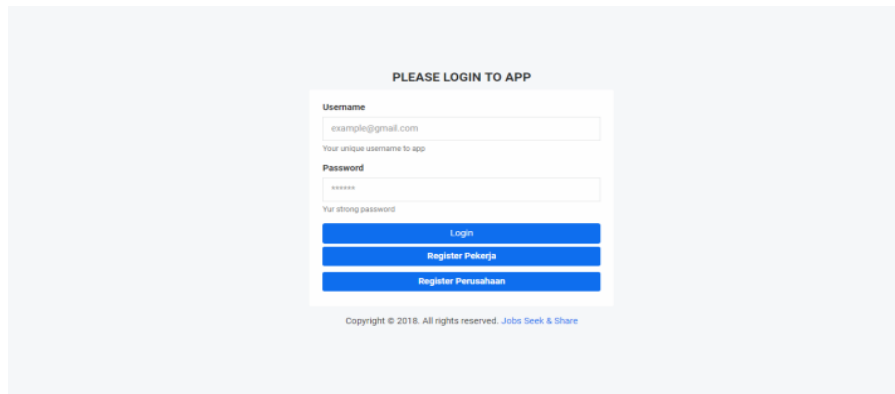 PLEASE LOGIN TO APP
Username
example@gmail.com
Your unique username to app
Password
******
Yur strong password
Login
Register Pekerja
Register Perusahaan
Copyright © 2018. All rights reserved. Jobs Seek & Share